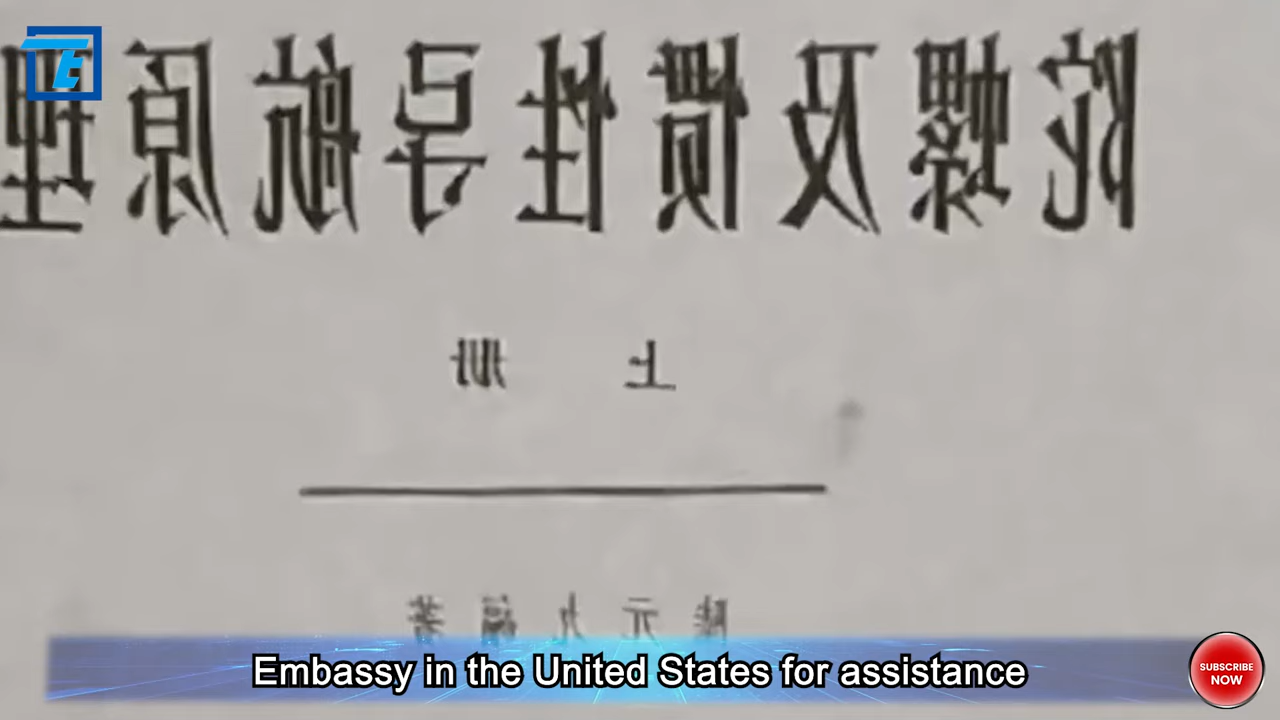 TE
陀螺及惯性导航原理
上 册
陆 元 九 编 著
Embassy in the United States for assistance
SUBSCRIBE
NOW